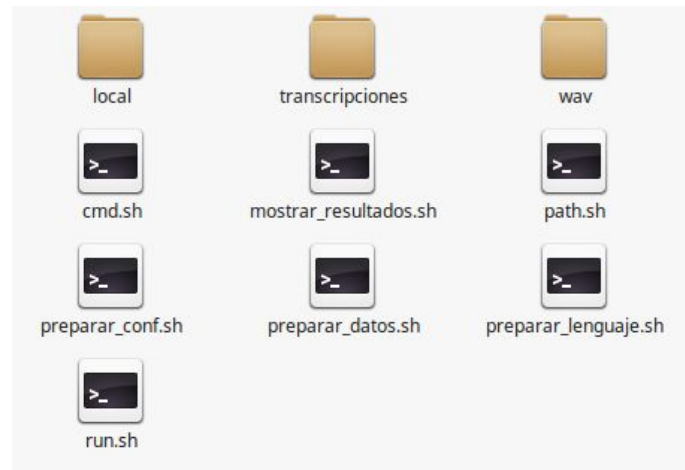 local transcripciones wav
cmd.sh mostrar_resultados.sh path.sh
preparar_conf.sh preparar_datos.sh preparar_lenguaje.sh
run.sh